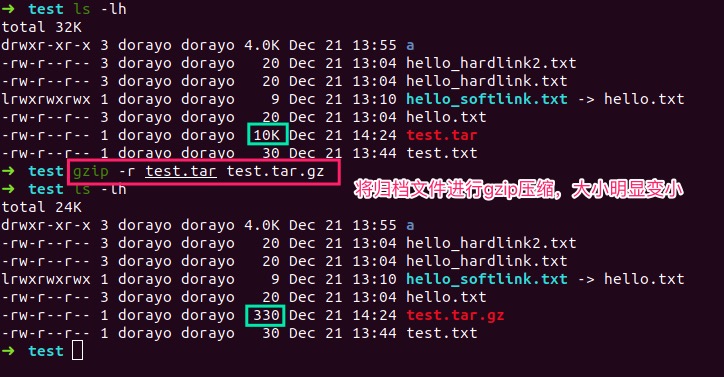 ➜ test ls -lh
total 32K
drwxr-xr-x 3 dorayo dorayo 4.0K Dec 21 13:55 a
-rw-r--r-- 3 dorayo dorayo 20 Dec 21 13:04 hello_hardlink2.txt
-rw-r--r-- 3 dorayo dorayo 20 Dec 21 13:04 hello_hardlink.txt
lrwxrwxrwx 1 dorayo dorayo 9 Dec 21 13:10 hello_softlink.txt -> hello.txt
-rw-r--r-- 3 dorayo dorayo 20 Dec 21 13:04 hello.txt
-rw-r--r-- 1 dorayo dorayo 10K Dec 21 14:24 test.tar
-rw-r--r-- 1 dorayo dorayo 30 Dec 21 13:44 test.txt
➜ test gzip -r test.tar test.tar.gz
➜ test ls -lh
将归档文件进行gzip压缩，大小明显变小
total 24K
drwxr-xr-x 3 dorayo dorayo 4.0K Dec 21 13:55 a
-rw-r--r-- 3 dorayo dorayo 20 Dec 21 13:04 hello_hardlink2.txt
-rw-r--r-- 3 dorayo dorayo 20 Dec 21 13:04 hello_hardlink.txt
lrwxrwxrwx 1 dorayo dorayo 9 Dec 21 13:10 hello_softlink.txt -> hello.txt
-rw-r--r-- 3 dorayo dorayo 20 Dec 21 13:04 hello.txt
-rw-r--r-- 1 dorayo dorayo 330 Dec 21 14:24 test.tar.gz
-rw-r--r-- 1 dorayo dorayo 30 Dec 21 13:44 test.txt
➜ test